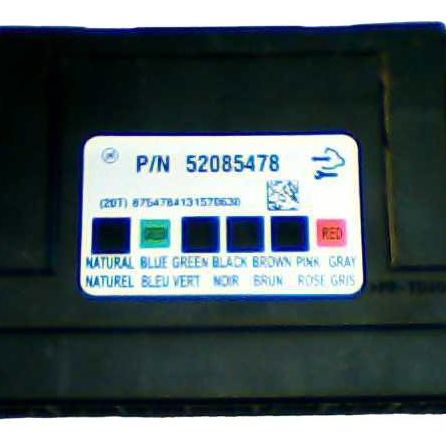 P/N 52085478
(20T) 8754784131570630
RED
NATURAL BLUE GREEN BLACK BROWN PINK GRAY
NATUREL BLEU VERT NOIR BRUN ROSE GRIS